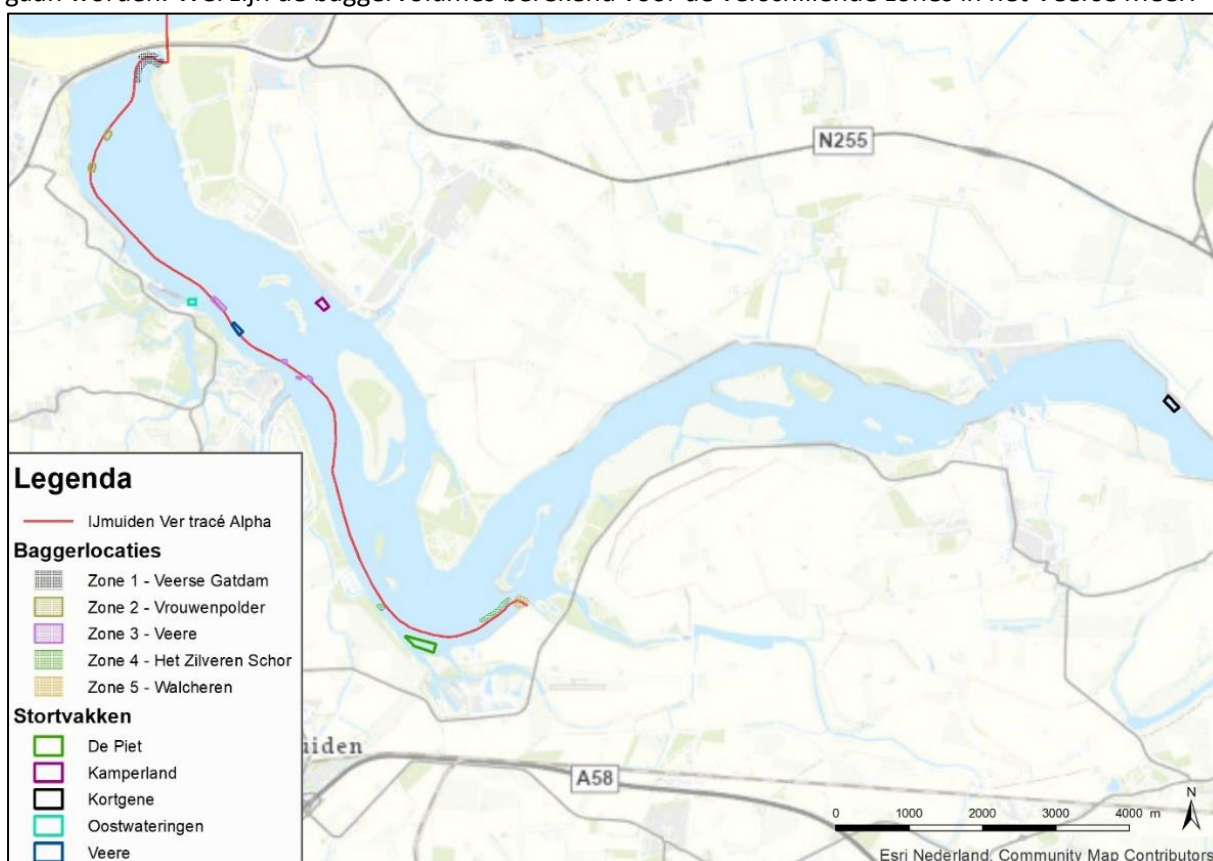 gaan worden. Wel zijn de baggervolumes berekend voor de verschillende zones in het Veerse meer.
N255
Legenda
IJmuiden Ver tracé Alpha
Baggerlocaties
Zone 1 - Veerse Gatdam
Zone 2 - Vrouwenpolder
Zone 3 - Veere
Zone 4 - Het Zilveren Schor
Zone 5 - Walcheren
Stortvakken
De Piet
Kamperland
Kortgene
Oostwateringen
Veere
uiden
A58
N
0 1000 2000 3000 4000 m
Esri Nederland, Community Map Contributors